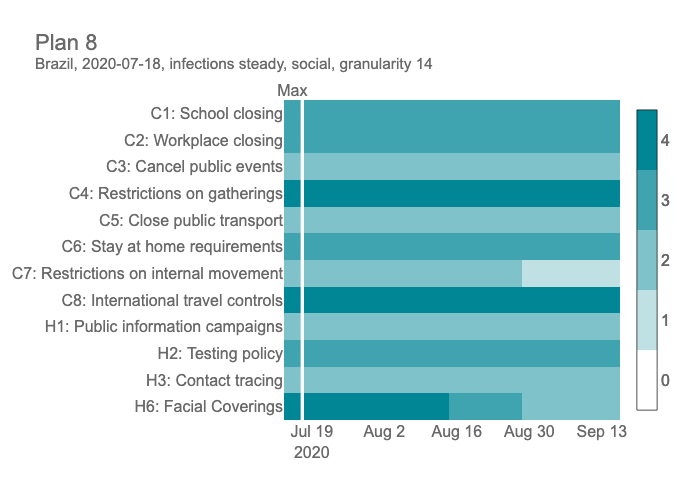 Plan 8
Brazil, 2020-07-18, infections steady, social, granularity 14
Max
C1: School closing
C2: Workplace closing
C3: Cancel public events
C4: Restrictions on gatherings
C5: Close public transport
C6: Stay at home requirements
C7: Restrictions on internal movement
C8: International travel controls
H1: Public information campaigns
H2: Testing policy
H3: Contact tracing
H6: Facial Coverings
Jul 19 Aug 2 Aug 16 Aug 30 Sep 13
2020
4
3
2
1
0